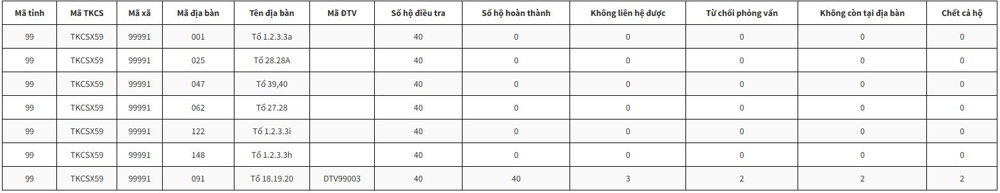 Mã tỉnh Mã TKCS Mã xã Mã địa bàn Tên địa bàn Mã ĐTV Số hộ điều tra Số hộ hoàn thành Không liên hệ được Từ chối phỏng vấn Không còn tại địa bàn Chết cả hộ
99 TKCSX59 99991 001 Tổ 1.2.3.3a 40 0 0 0 0 0
99 TKCSX59 99991 025 Tổ 28.28A 40 0 0 0 0 0
99 TKCSX59 99991 047 Tổ 39,40 40 0 0 0 0 0
99 TKCSX59 99991 062 Tổ 27.28 40 0 0 0 0 0
99 TKCSX59 99991 122 Tổ 1.2.3.3i 40 0 0 0 0 0
99 TKCSX59 99991 148 Tổ 1.2.3.3h 40 0 0 0 0 0
99 TKCSX59 99991 091 Tổ 18.19.20 DTV99003 40 40 3 2 2 2